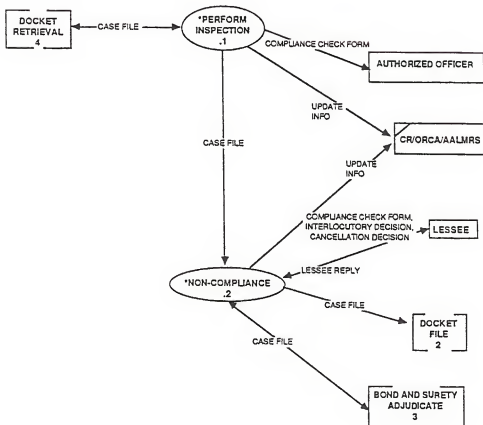 DOCKET
RETRIEVAL
4
CASE FILE
*PERFORM
INSPECTION
.1
COMPLIANCE CHECK FORM
AUTHORIZED OFFICER
UPDATE
INFO
CR/ORCA/AALMRS
CASE FILE
UPDATE
INFO
COMPLIANCE CHECK FORM,
INTERLOCUTORY DECISION,
CANCELLATION DECISION
LESSEE
LESSEE REPLY
*NON-COMPLIANCE
.2
CASE FILE
DOCKET
FILE
2
CASE FILE
BOND AND SURETY
ADJUDICATE
3